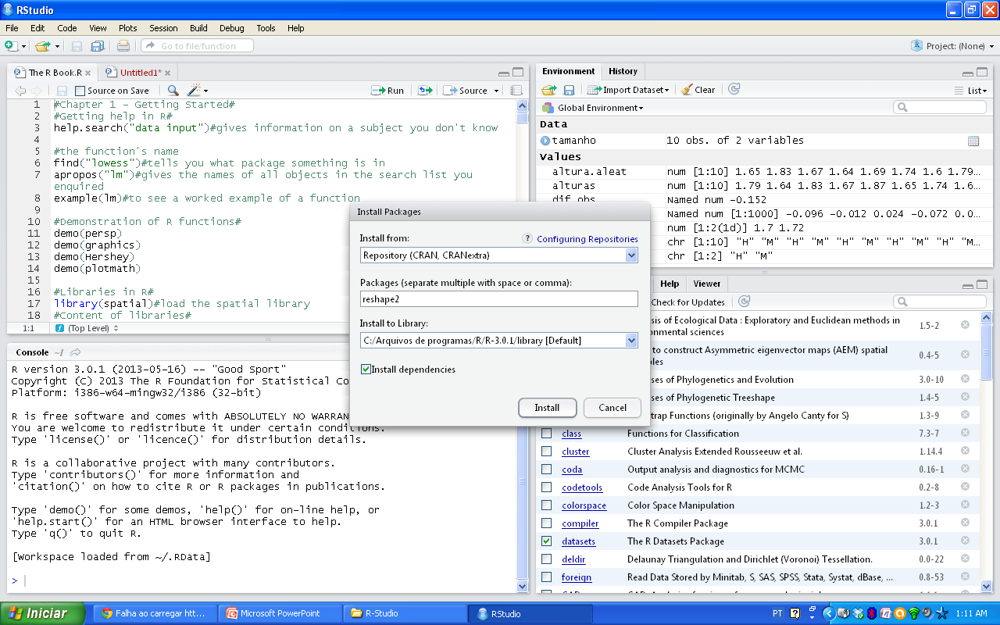 RStudio
File Edit Code View Plots Session Build Debug Tools Help
Go to file/function
Project: (None)
The R Book.R
Untitled1*
Source on Save
Run
Source
1 #Chapter 1 - Getting Started#
2 #Getting help in R#
3 help.search("data input")#gives information on a subject you don't know
4
5 #the function's name
6 find("lowess")#tells you what package something is in
7 apropos("lm")#gives the names of all objects in the search list you
enquired
8 example(lm)#to see a worked example of a function
9
10 #Demonstration of R functions#
11 demo(persp)
12 demo(graphics)
13 demo(Hershey)
14 demo(plotmath)
15
16 #Libraries in R#
17 library(spatial)#load the spatial library
18 #Content of libraries#
1:1 (Top Level)
Console ~/
R version 3.0.1 (2013-05-16) -- "Good Sport"
Copyright (C) 2013 The R Foundation for Statistical Co
Platform: i386-w64-mingw32/i386 (32-bit)
R is free software and comes with ABSOLUTELY NO WARRAN
You are welcome to redistribute it under certain conditions.
Type 'license()' or 'licence()' for distribution details.
R is a collaborative project with many contributors.
Type 'contributors()' for more information and
'citation()' on how to cite R or R packages in publications.
Type 'demo()' for some demos, 'help()' for on-line help, or
'help.start()' for an HTML browser interface to help.
Type 'q()' to quit R.
[Workspace loaded from ~/.RData]
>
Environment History
Import Dataset Clear List
Global Environment
Data
tamanho 10 obs. of 2 variables
Values
altura.aleat num [1:10] 1.65 1.83 1.67 1.64 1.69 1.74 1.6 1.79...
alturas num [1:10] 1.79 1.64 1.83 1.67 1.87 1.65 1.74 1.6...
dif.obs Named num -0.152
Named num [1:1000] -0.096 -0.012 0.024 -0.072 0.0...
num [1:2(1d)] 1.7 1.72
chr [1:10] "H" "M" "H" "M" "H" "M" "H" "M" "H" "M"...
chr [1:2] "H" "M"
Install Packages
Install from:
? Configuring Repositories
Repository (CRAN, CRANextra)
Packages (separate multiple with space or comma):
reshape2
Install to Library:
C:/Arquivos de programas/R/R-3.0.1/library [Default]
Install dependencies
Install Cancel
Help Viewer
Check for Updates
sis of Ecological Data : Exploratory and Euclidean methods in 1.5-2
onmental sciences
to construct Asymmetric eigenvector maps (AEM) spatial 0.4-5
bles
ses of Phylogenetics and Evolution 3.0-10
ses of Phylogenetic Treeshape 1.4-5
trap Functions (originally by Angelo Canty for S) 1.3-9
class Functions for Classification 7.3-7
cluster Cluster Analysis Extended Rousseeuw et al. 1.14.4
coda Output analysis and diagnostics for MCMC 0.16-1
codetools Code Analysis Tools for R 0.2-8
colorspace Color Space Manipulation 1.2-3
compiler The R Compiler Package 3.0.1
datasets The R Datasets Package 3.0.1
deldir Delaunay Triangulation and Dirichlet (Voronoi) Tessellation. 0.0-22
foreign Read Data Stored by Minitab, S, SAS, SPSS, Stata, Systat, dBase, ... 0.8-53
Iniciar
Falha ao carregar htt...
Microsoft PowerPoint
R-Studio
RStudio
PT
1:11 AM